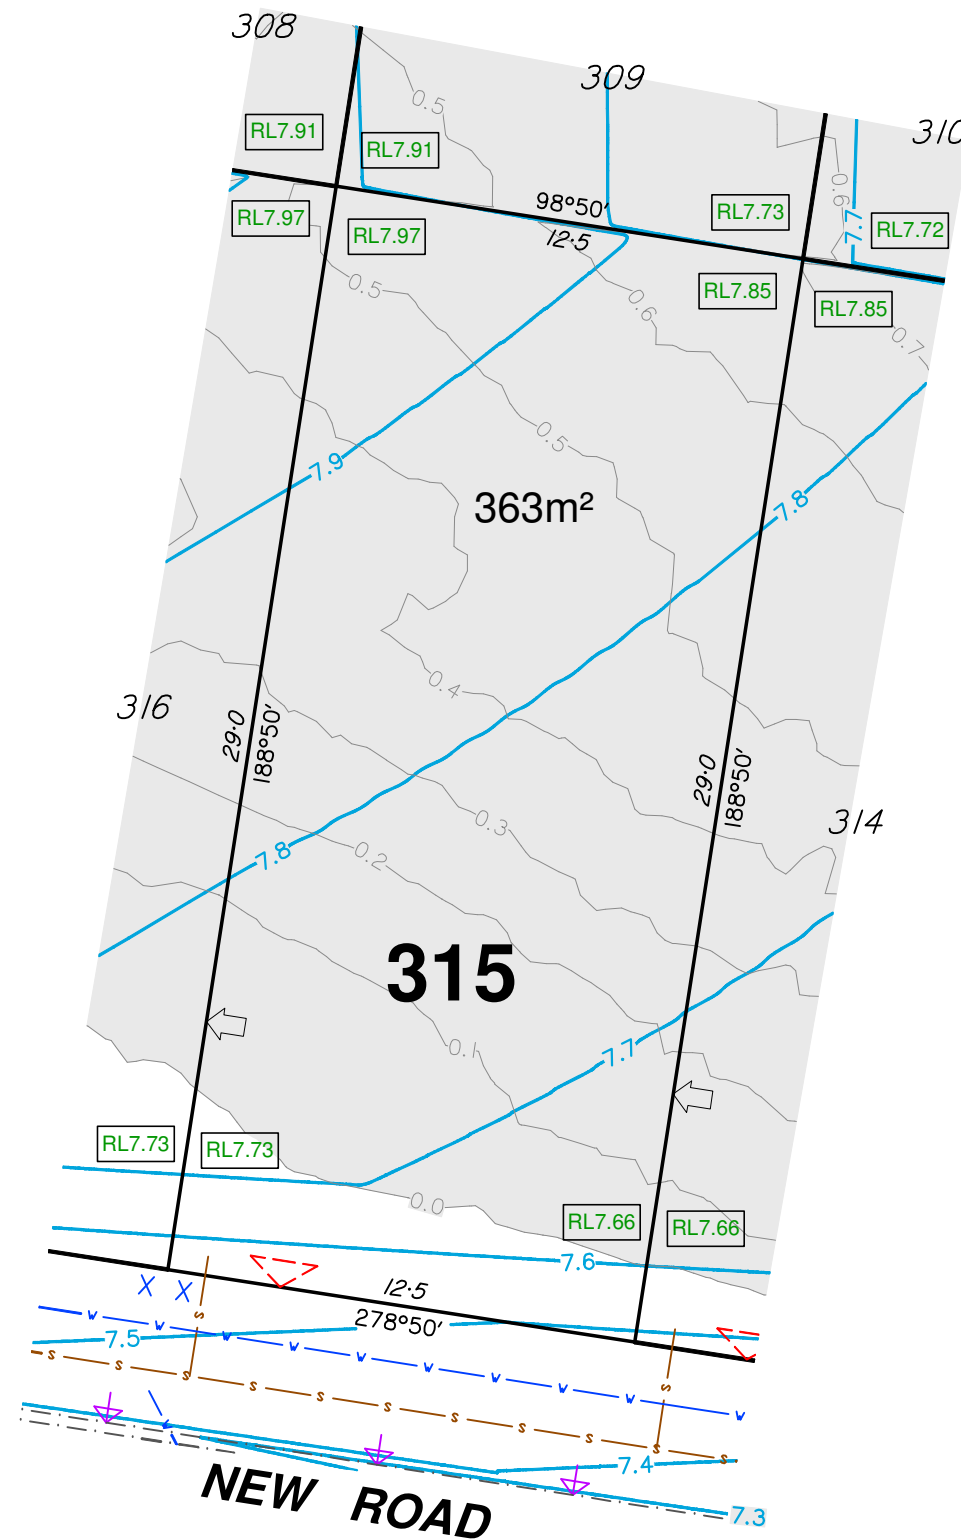 308
309
310
0.5
RL7.91
RL7.91
0.6
98°50'
RL7.73
7.7
RL7.97
RL7.97
12·5
RL7.72
0.5
RL7.85
0.6
RL7.85
0.7
0.5
7.9
363m²
7.8
0.4
316
29·0
188°50'
29·0
188°50'
0.3
314
7.8
0.2
315
0.1
7.7
RL7.73
RL7.73
0.0
RL7.66
RL7.66
7.6
X X
12·5
278°50'
s
w w w w w w w w w w
7.5
s s s s s s s s s s s
s
7.4
7.3
NEW ROAD